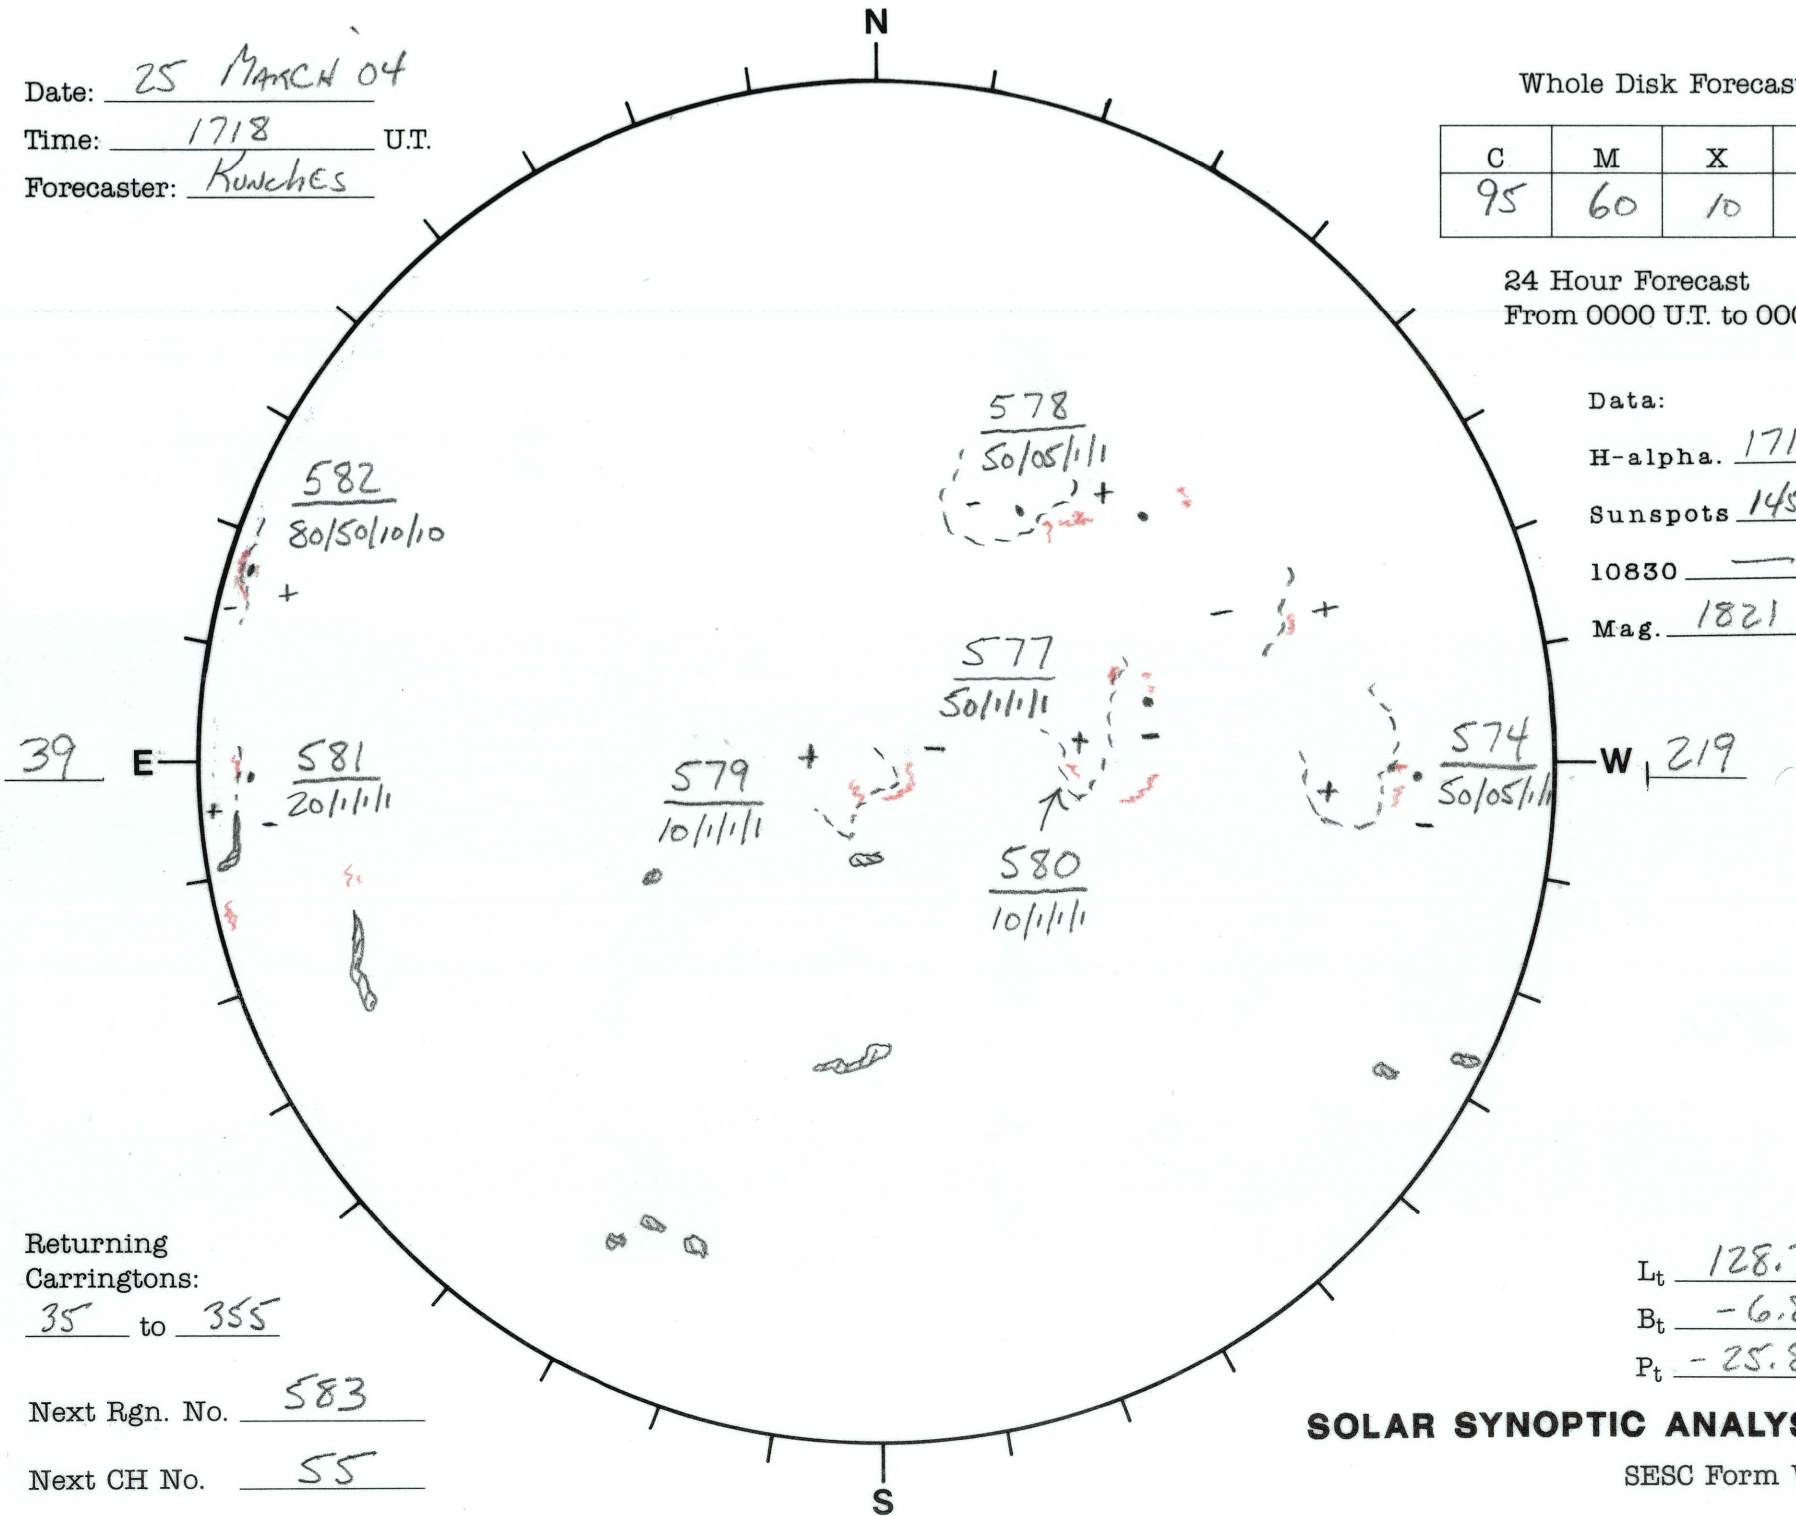 N
Date: 25 MARCH '04
Time: 1718 U.T.
Forecaster: KUNCHES
Whole Disk Forecas
C M X
95 60 10
24 Hour Forecast
From 0000 U.T. to 000
Data:
H-alpha. 171
Sunspots 145
10830 —
Mag. 1821
578
50/05/1/1
- +
582
80/50/10/10
- +
- +
577
50/1/1/1
39 E
581
20/1/1/1
+ -
579
10/1/1/1
+ -
+ -
580
10/1/1/1
574
50/05/1/1
+ -
W 219
Returning
Carringtons:
35 to 355
Next Rgn. No. 583
Next CH No. 55
Lt 128.
Bt -6.8
Pt -25.8
SOLAR SYNOPTIC ANALYS
SESC Form
S